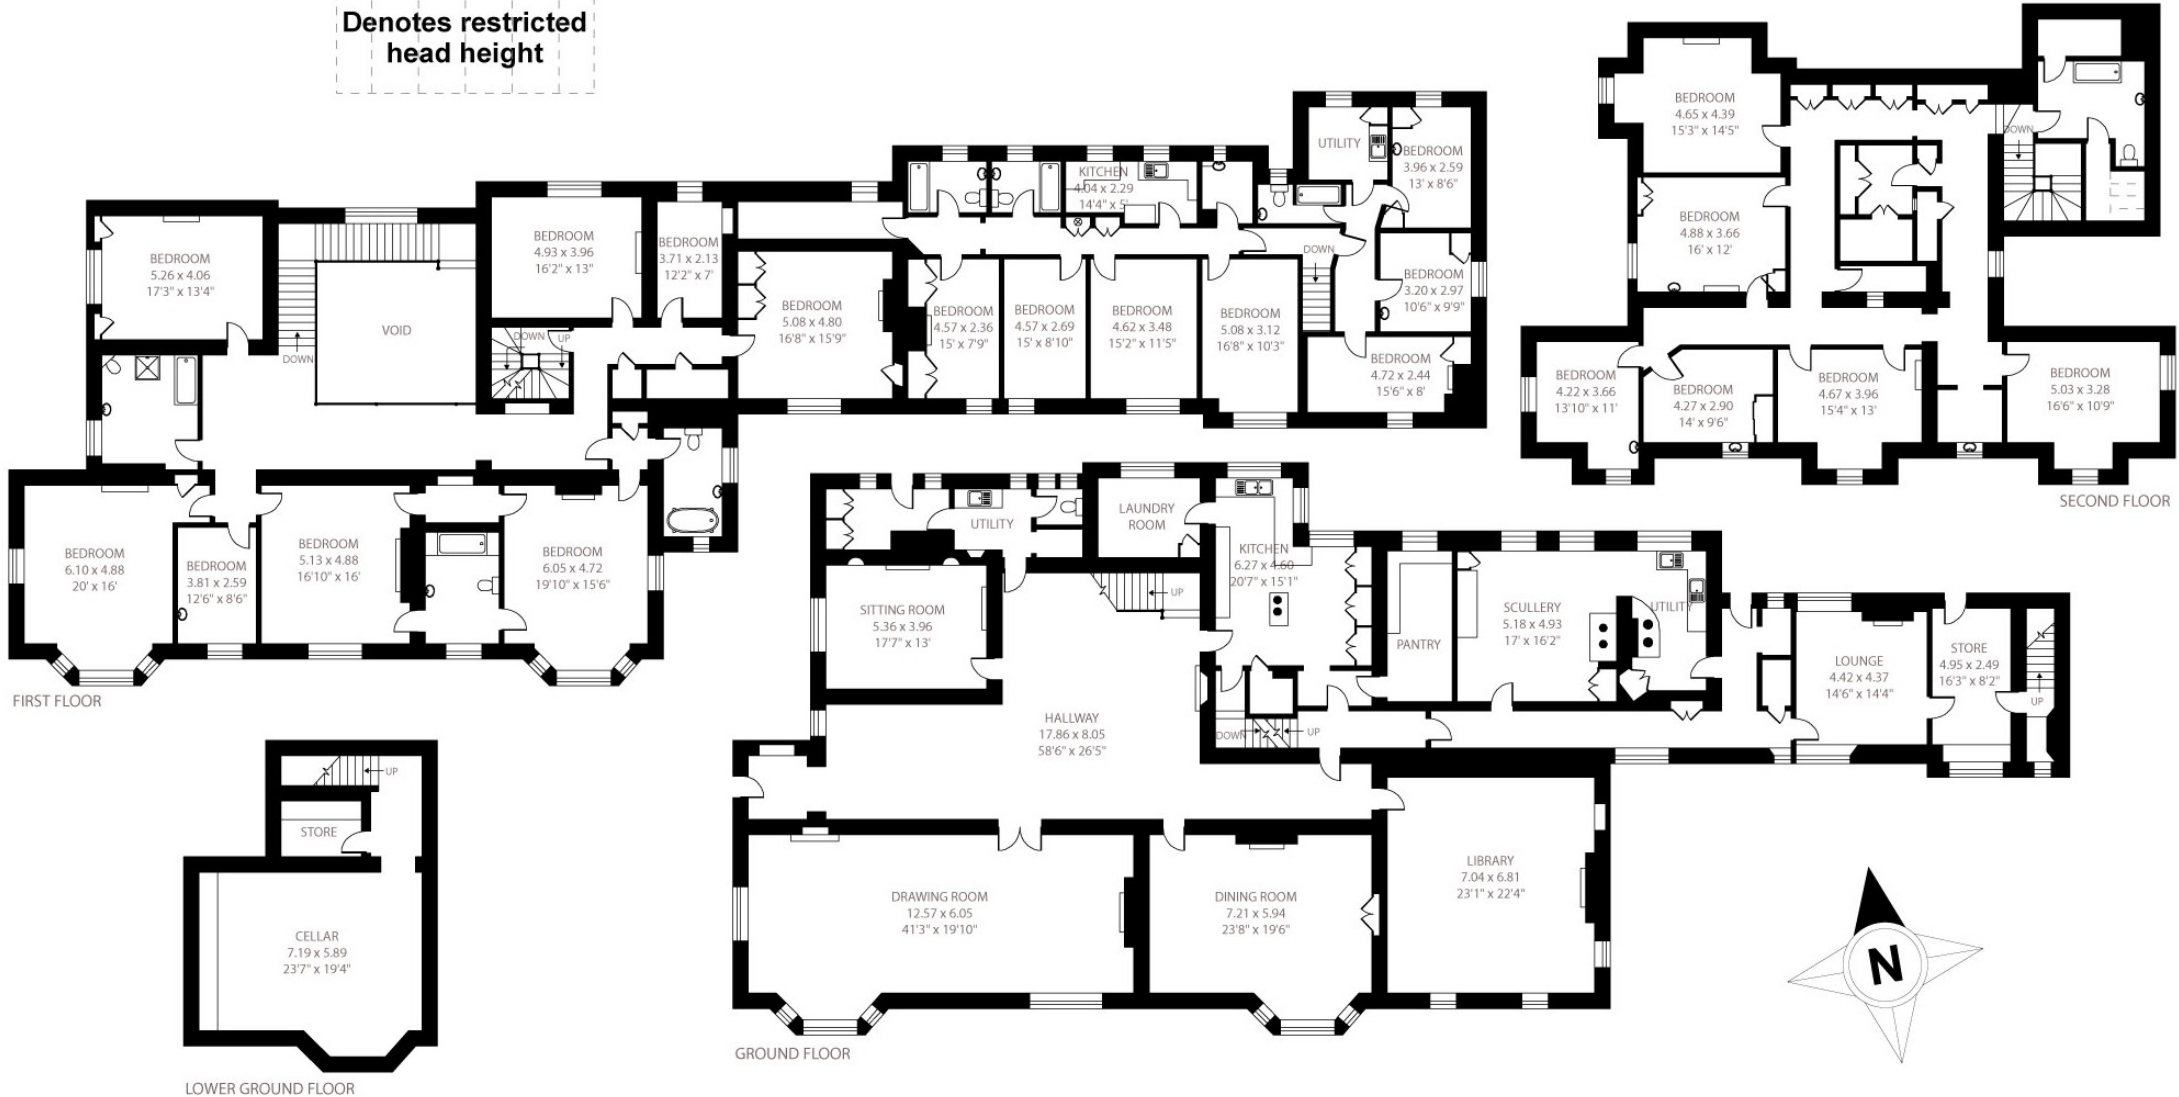 Denotes restricted
head height
BEDROOM
5.26 x 4.06
17'3" x 13'4"
VOID
DOWN
BEDROOM
4.93 x 3.96
16'2" x 13"
BEDROOM
3.71 x 2.13
12'2" x 7'
DOWN
UP
BEDROOM
5.08 x 4.80
16'8" x 15'9"
BEDROOM
4.57 x 2.36
15' x 7'9"
BEDROOM
4.57 x 2.69
15' x 8'10"
KITCHEN
4.04 x 2.29
14'4" x 5'
BEDROOM
4.62 x 3.48
15'2" x 11'5"
BEDROOM
5.08 x 3.12
16'8" x 10'3"
UTILITY
BEDROOM
3.96 x 2.59
13' x 8'6"
DOWN
BEDROOM
3.20 x 2.97
10'6" x 9'9"
BEDROOM
4.72 x 2.44
15'6" x 8'
BEDROOM
6.10 x 4.88
20' x 16'
BEDROOM
3.81 x 2.59
12'6" x 8'6"
BEDROOM
5.13 x 4.88
16'10" x 16'
BEDROOM
6.05 x 4.72
19'10" x 15'6"
FIRST FLOOR
BEDROOM
4.65 x 4.39
15'3" x 14'5"
BEDROOM
4.88 x 3.66
16' x 12'
DOWN
BEDROOM
4.22 x 3.66
13'10" x 11'
BEDROOM
4.27 x 2.90
14' x 9'6"
BEDROOM
4.67 x 3.96
15'4" x 13'
BEDROOM
5.03 x 3.28
16'6" x 10'9"
SECOND FLOOR
UTILITY
LAUNDRY
ROOM
KITCHEN
6.27 x 4.60
20'7" x 15'1"
SITTING ROOM
5.36 x 3.96
17'7" x 13'
UP
PANTRY
SCULLERY
5.18 x 4.93
17' x 16'2"
UTILITY
LOUNGE
4.42 x 4.37
14'6" x 14'4"
STORE
4.95 x 2.49
16'3" x 8'2"
UP
HALLWAY
17.86 x 8.05
58'6" x 26'5"
DOWN
UP
DRAWING ROOM
12.57 x 6.05
41'3" x 19'10"
DINING ROOM
7.21 x 5.94
23'8" x 19'6"
LIBRARY
7.04 x 6.81
23'1" x 22'4"
GROUND FLOOR
UP
STORE
CELLAR
7.19 x 5.89
23'7" x 19'4"
LOWER GROUND FLOOR
N